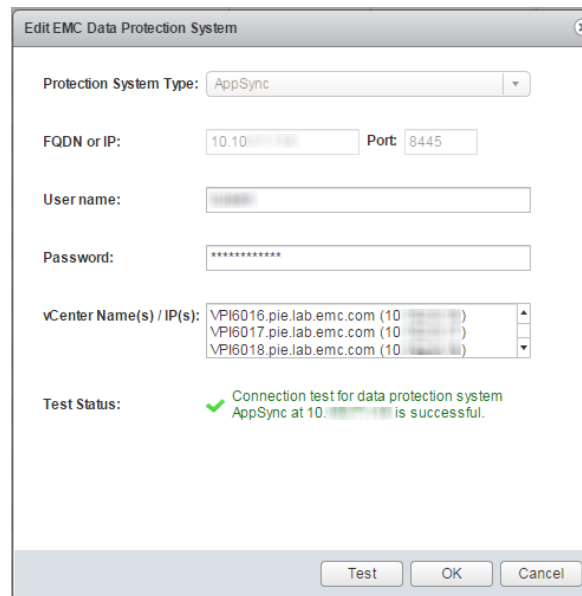 Edit EMC Data Protection System
Protection System Type: AppSync
FQDN or IP: 10.10 Port: 8445
User name:
Password: ************
vCenter Name(s) / IP(s): VPI6016.pie.lab.emc.com (10 )
VPI6017.pie.lab.emc.com (10 )
VPI6018.pie.lab.emc.com (10 )
Test Status: Connection test for data protection system
AppSync at 10. is successful.
Test OK Cancel